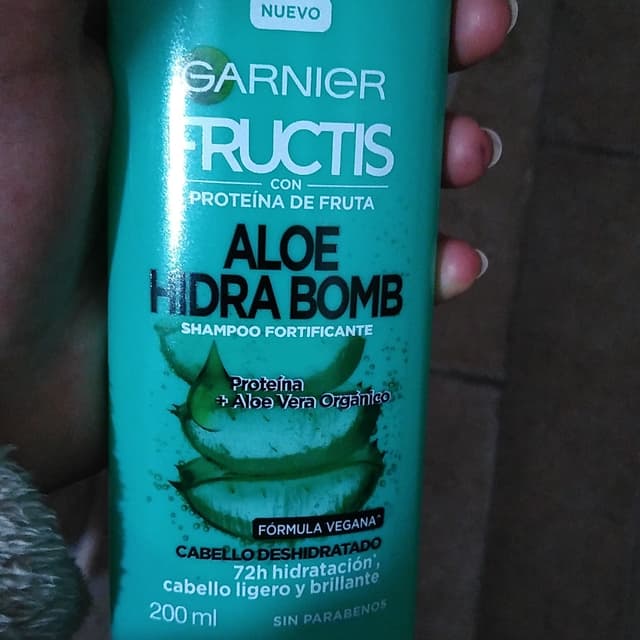 NUEVO
GARNIER
FRUCTIS
CON
PROTEÍNA DE FRUTA
ALOE
HIDRA BOMB
SHAMPOO FORTIFICANTE
Proteína
+ Aloe Vera Orgánico
FÓRMULA VEGANA*
CABELLO DESHIDRATADO
72h hidratación*,
cabello ligero y brillante
200 ml SIN PARABENOS